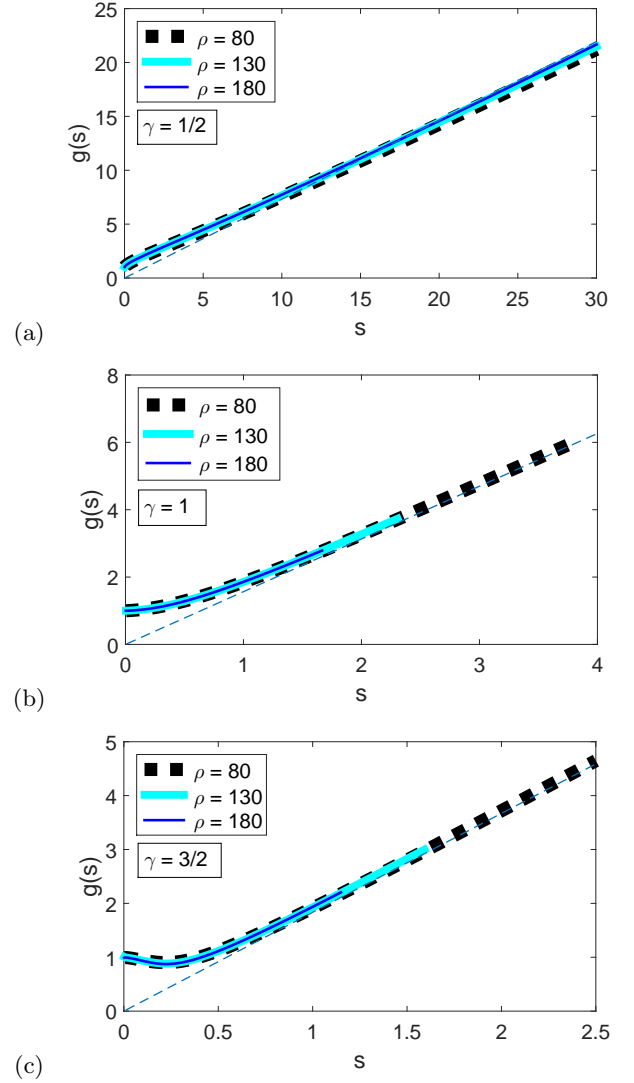 25
20
15
10
5
0
g(s)
ρ = 80
ρ = 130
ρ = 180
γ = 1/2
0 5 10 15 20 25 30
s
(a)
8
6
4
2
0
g(s)
ρ = 80
ρ = 130
ρ = 180
γ = 1
0 1 2 3 4
s
(b)
5
4
3
2
1
0
g(s)
ρ = 80
ρ = 130
ρ = 180
γ = 3/2
0 0.5 1 1.5 2 2.5
s
(c)